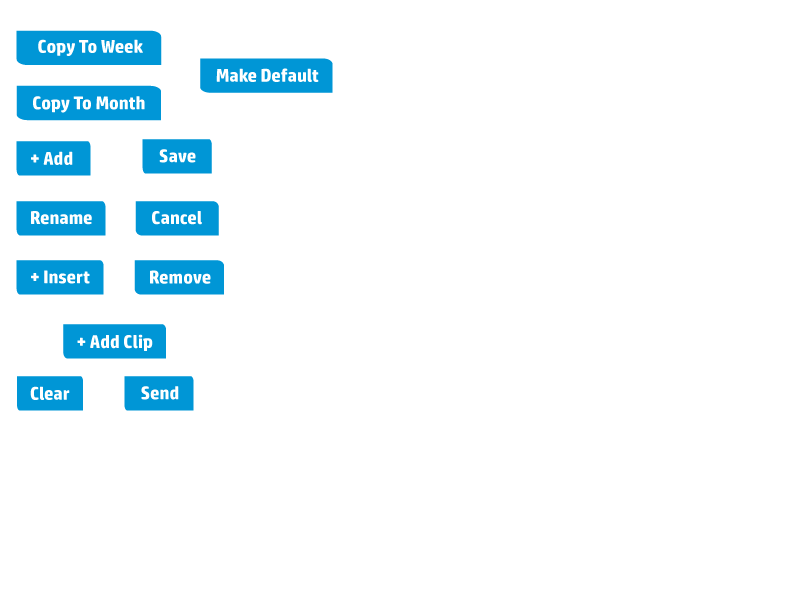 Copy To Week
Make Default
Copy To Month
+ Add
Save
Rename
Cancel
+ Insert
Remove
+ Add Clip
Clear
Send